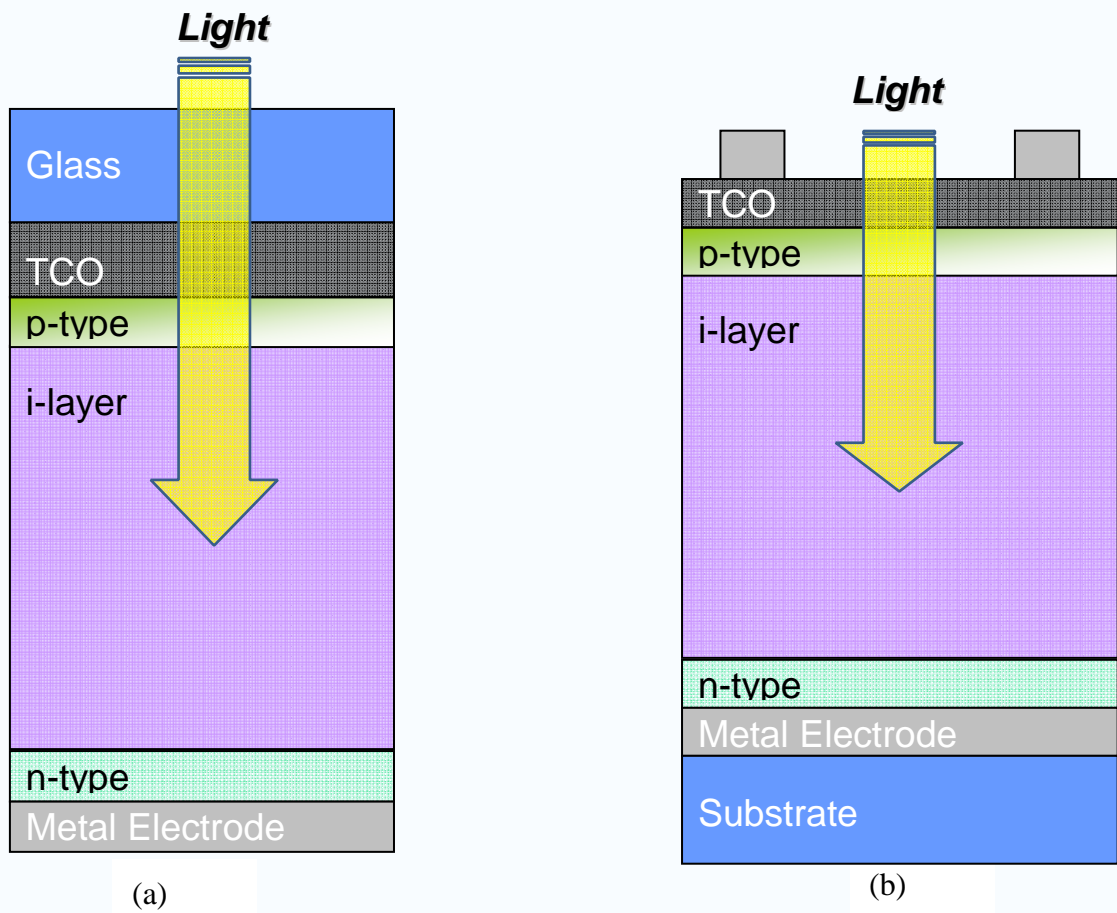 Light
Glass
TCO
p-type
i-layer
n-type
Metal Electrode
(a)
Light
TCO
p-type
i-layer
n-type
Metal Electrode
Substrate
(b)